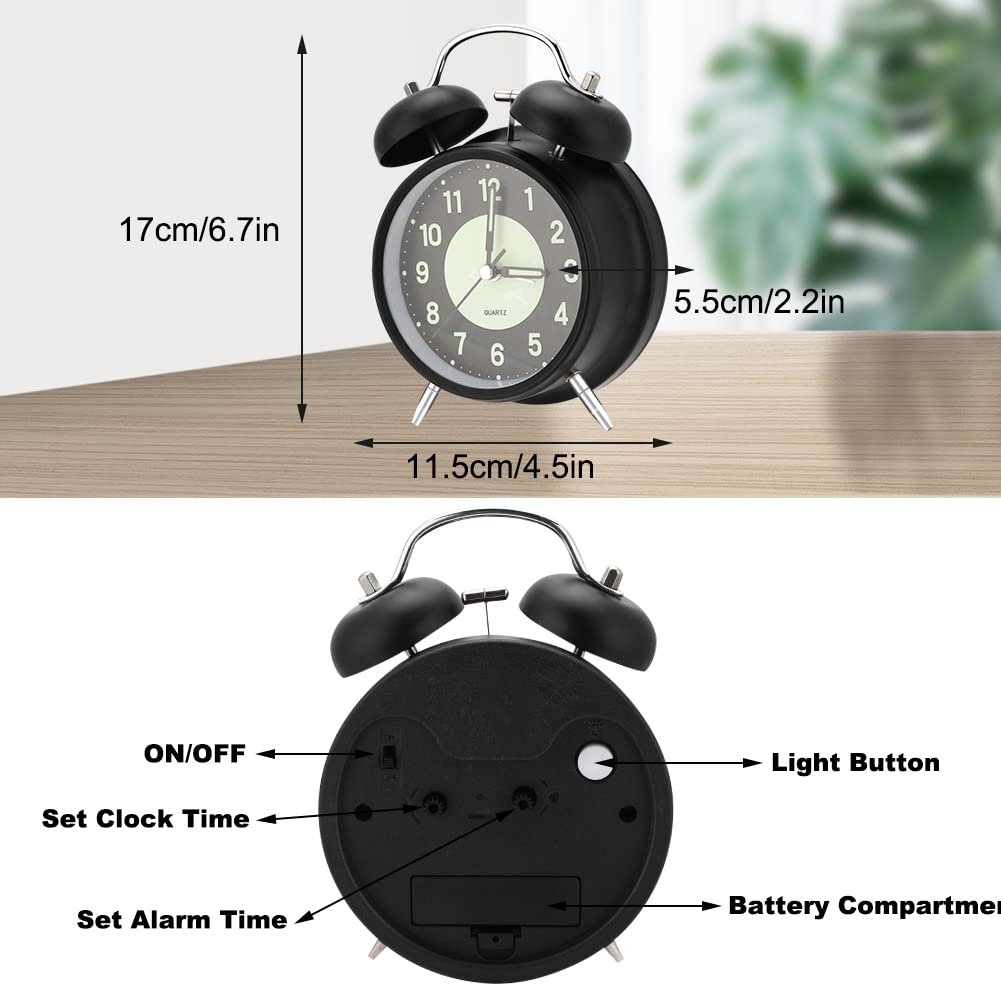 17cm/6.7in
12
11
1
10
2
9
3
8
4
7
5
6
QUARTZ
5.5cm/2.2in
11.5cm/4.5in
ON/OFF
Light Button
Set Clock Time
Set Alarm Time
Battery Compartmen